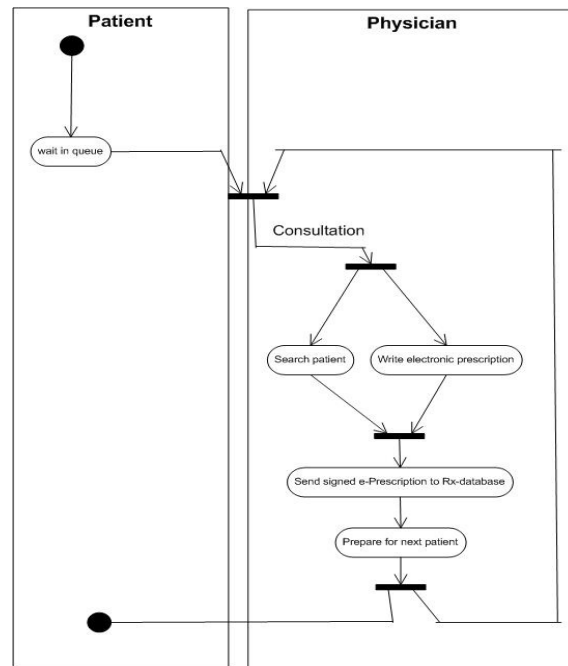 Patient
Physician
wait in queue
Consultation
Search patient
Write electronic prescription
Send signed e-Prescription to Rx-database
Prepare for next patient